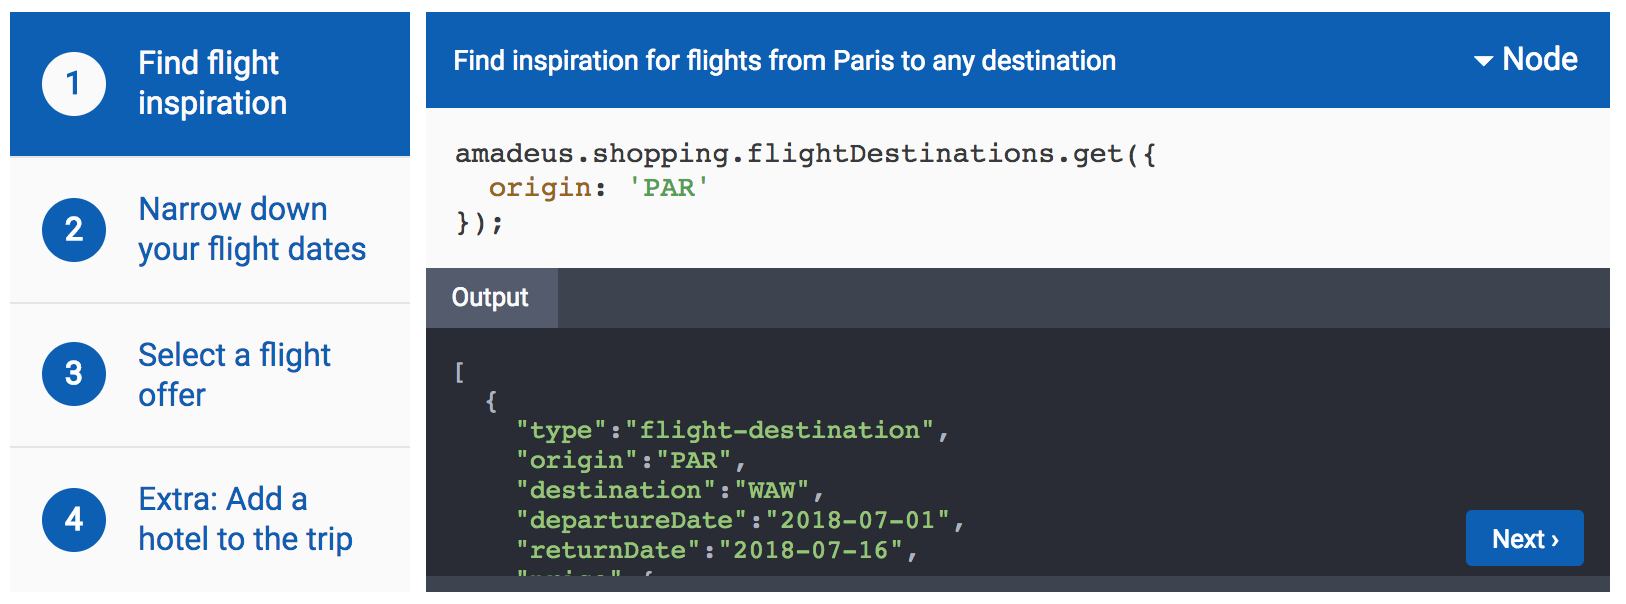 1
Find flight
inspiration
2
Narrow down
your flight dates
3
Select a flight
offer
4
Extra: Add a
hotel to the trip
Find inspiration for flights from Paris to any destination
Node
amadeus.shopping.flightDestinations.get({
origin: 'PAR'
});
Output
[
{
"type":"flight-destination",
"origin":"PAR",
"destination":"WAW",
"departureDate":"2018-07-01",
"returnDate":"2018-07-16",
Next ›